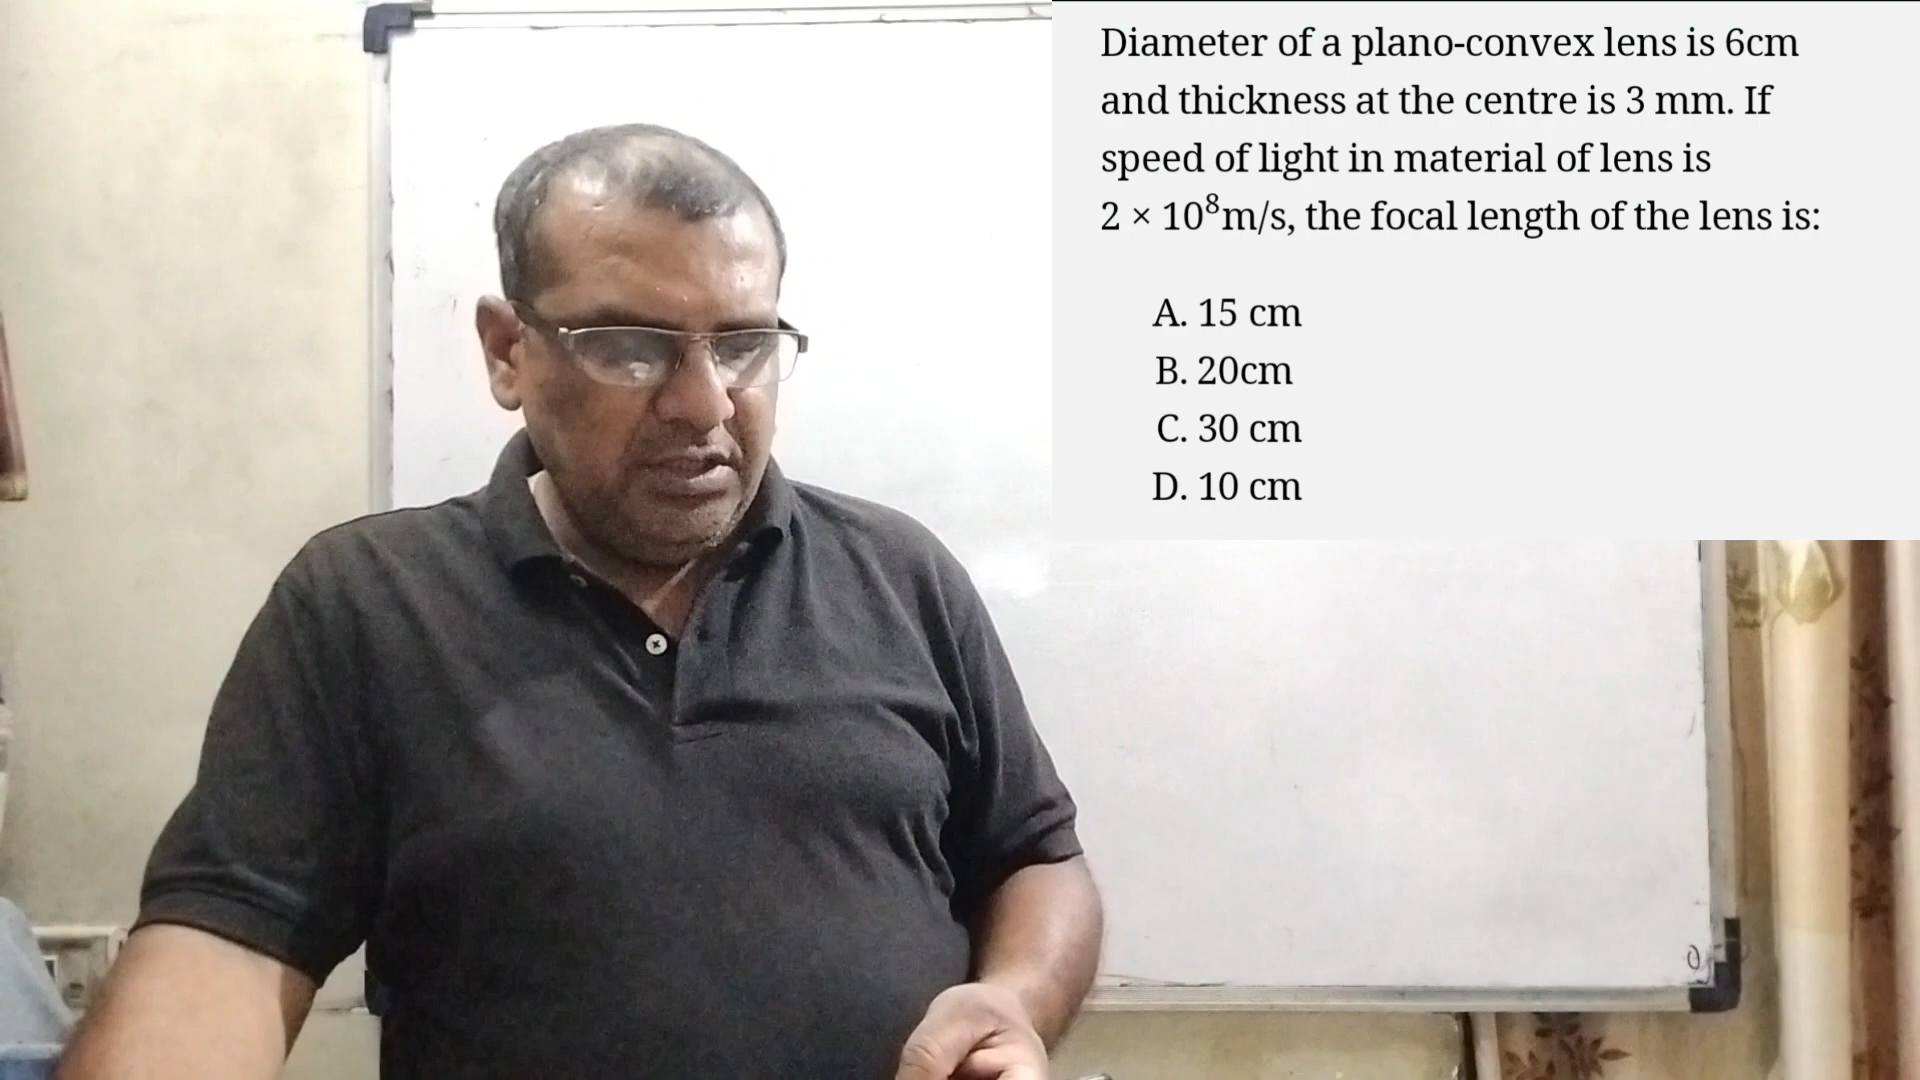 Diameter of a plano-convex lens is 6cm
and thickness at the centre is 3 mm. If
speed of light in material of lens is
2 × 10⁸m/s, the focal length of the lens is:
A. 15 cm
B. 20cm
C. 30 cm
D. 10 cm